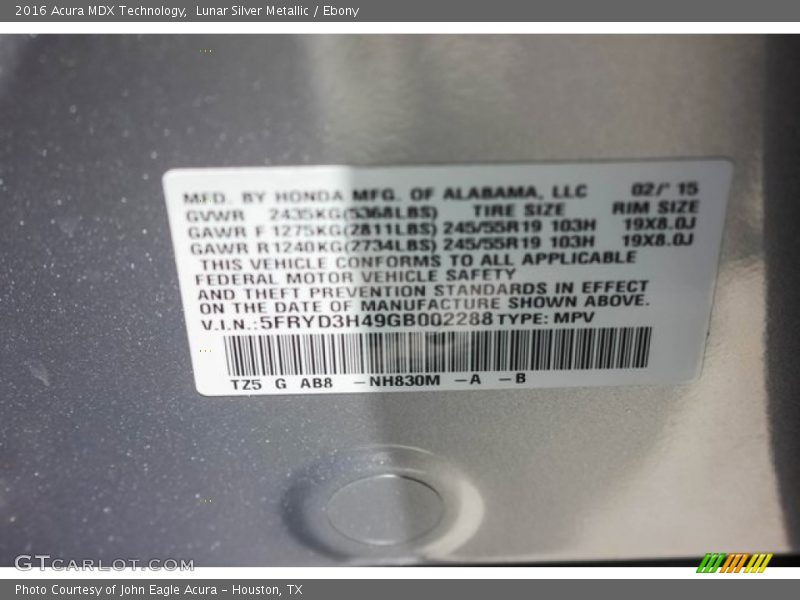 2016 Acura MDX Technology, Lunar Silver Metallic / Ebony
MFD. BY HONDA MFG. OF ALABAMA, LLC 02/' 15
GVWR 2435KG(5368LBS) TIRE SIZE RIM SIZE
GAWR F 1275KG(2811LBS) 245/55R19 103H 19X8.0J
GAWR R 1240KG(2734LBS) 245/55R19 103H 19X8.0J
THIS VEHICLE CONFORMS TO ALL APPLICABLE
FEDERAL MOTOR VEHICLE SAFETY
AND THEFT PREVENTION STANDARDS IN EFFECT
ON THE DATE OF MANUFACTURE SHOWN ABOVE.
V.I.N.:5FRYD3H49GB002288 TYPE: MPV
TZ5 G AB8 -NH830M -A -B
GTCARLOT.COM
Photo Courtesy of John Eagle Acura - Houston, TX